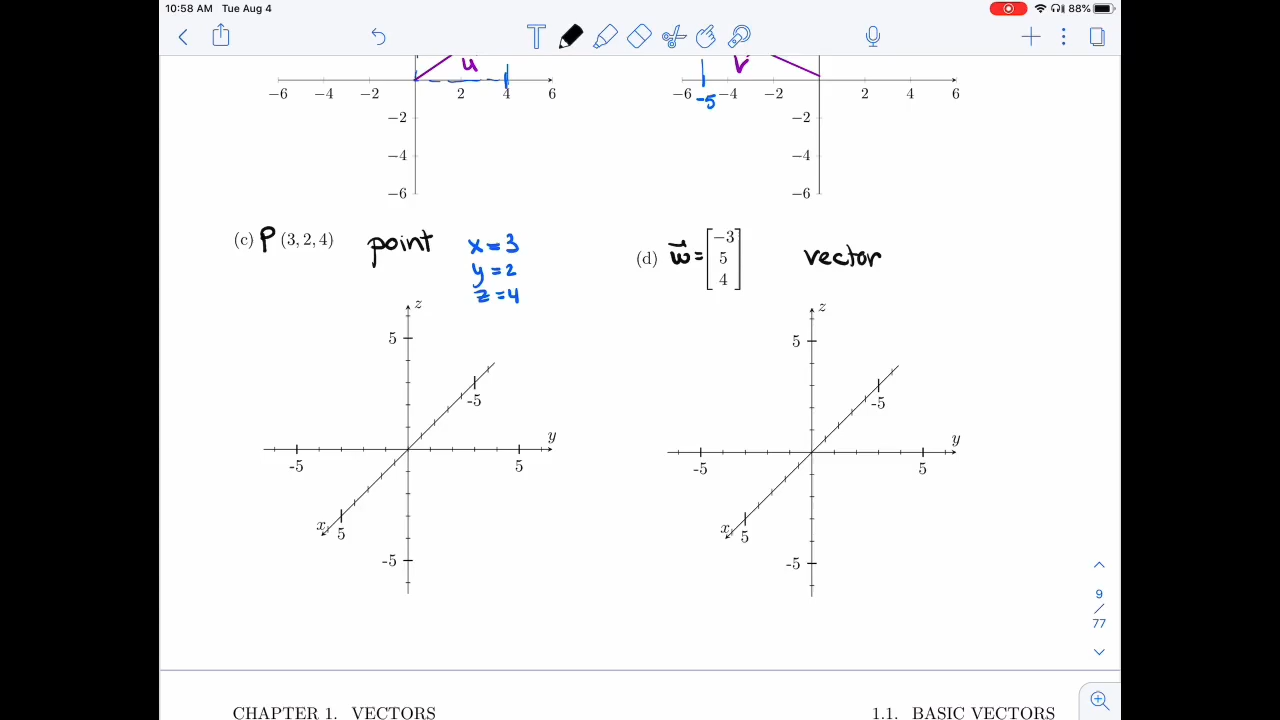 10:58 AM Tue Aug 4
88%
T
u
−6 −4 −2 2 4 6
−2
−4
−6
v
−6 −4 −2 2 4 6
-5
−2
−4
−6
(c) P (3, 2, 4) point
x = 3
y = 2
z = 4
z
5
-5
y
-5 5
x
5
-5
(d) w⃗ = [−3 5 4] vector
z
5
-5
y
-5 5
x
5
-5
9
/
77
CHAPTER 1. VECTORS 1.1. BASIC VECTORS